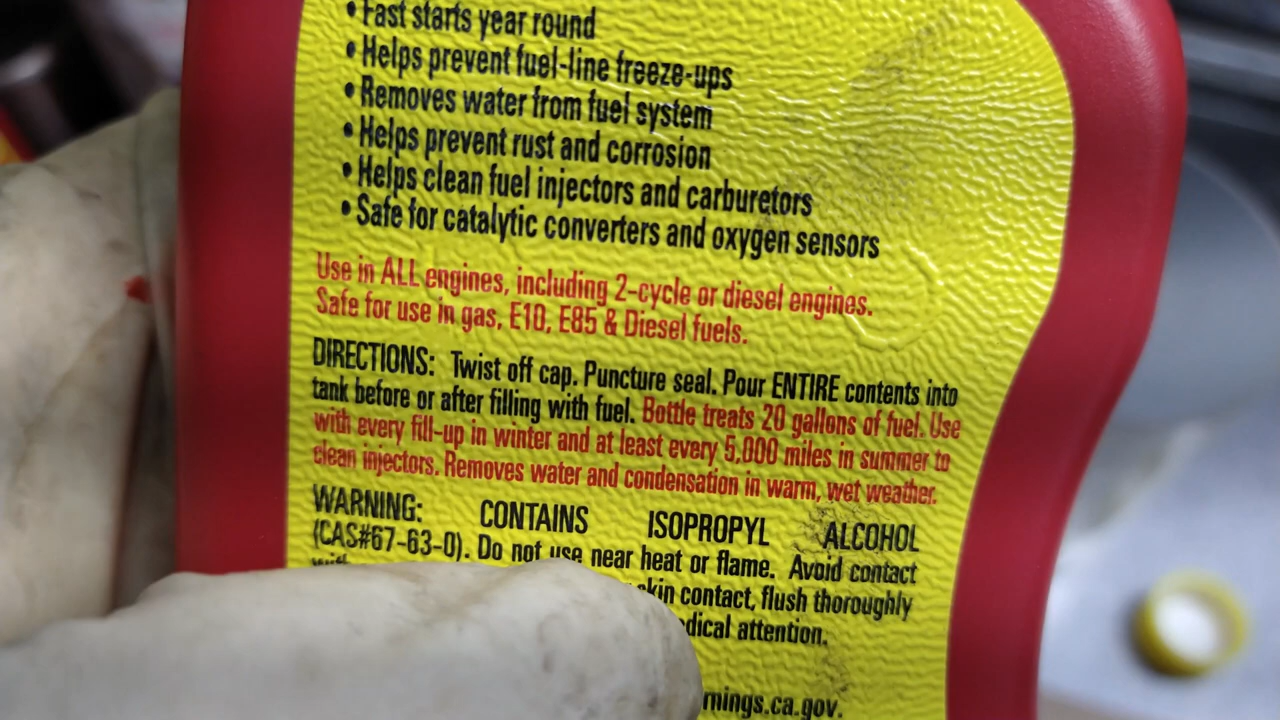 • Fast starts year round
• Helps prevent fuel-line freeze-ups
• Removes water from fuel system
• Helps prevent rust and corrosion
• Helps clean fuel injectors and carburetors
• Safe for catalytic converters and oxygen sensors
Use in ALL engines, including 2-cycle or diesel engines.
Safe for use in gas, E10, E85 & Diesel fuels.
DIRECTIONS: Twist off cap. Puncture seal. Pour ENTIRE contents into
tank before or after filling with fuel. Bottle treats 20 gallons of fuel. Use
with every fill-up in winter and at least every 5,000 miles in summer to
clean injectors. Removes water and condensation in warm, wet weather.
WARNING: CONTAINS ISOPROPYL ALCOHOL
(CAS#67-63-0). Do not use near heat or flame. Avoid contact
skin contact, flush thoroughly
attention.